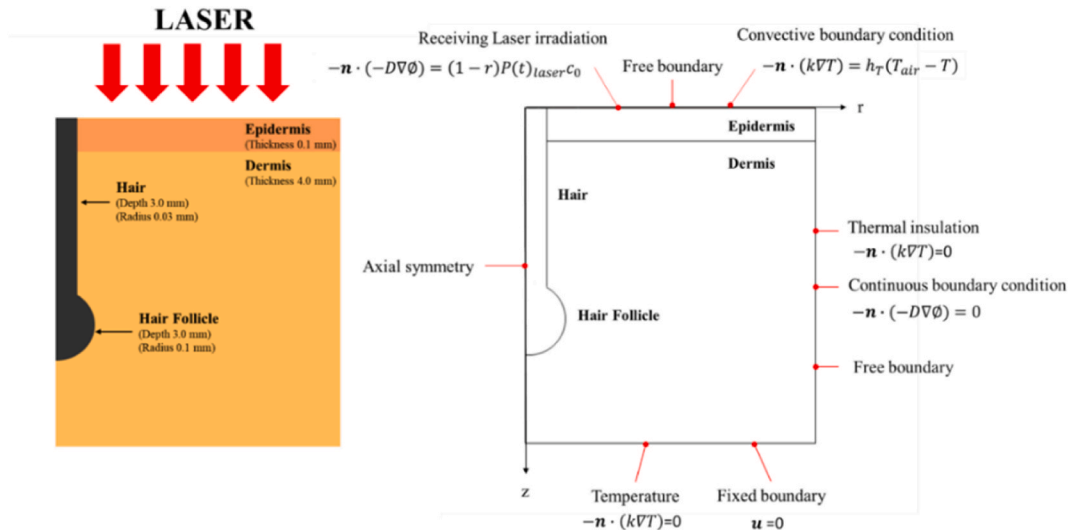 LASER
Epidermis
(Thickness 0.1 mm)
Dermis
(Thickness 4.0 mm)
Hair
(Depth 3.0 mm)
(Radius 0.03 mm)
Hair Follicle
(Depth 3.0 mm)
(Radius 0.1 mm)
Receiving Laser irradiation
−𝒏 · (−D∇∅) = (1 − r)P(t)ₗₐₛₑᵣc₀
Free boundary
Convective boundary condition
−𝒏 · (k∇T) = h_T(T_air − T)
r
Epidermis
Dermis
Hair
Axial symmetry
Hair Follicle
Thermal insulation
−𝒏 · (k∇T)=0
Continuous boundary condition
−𝒏 · (−D∇∅) = 0
Free boundary
z
Temperature
−𝒏 · (k∇T)=0
Fixed boundary
𝒖 =0